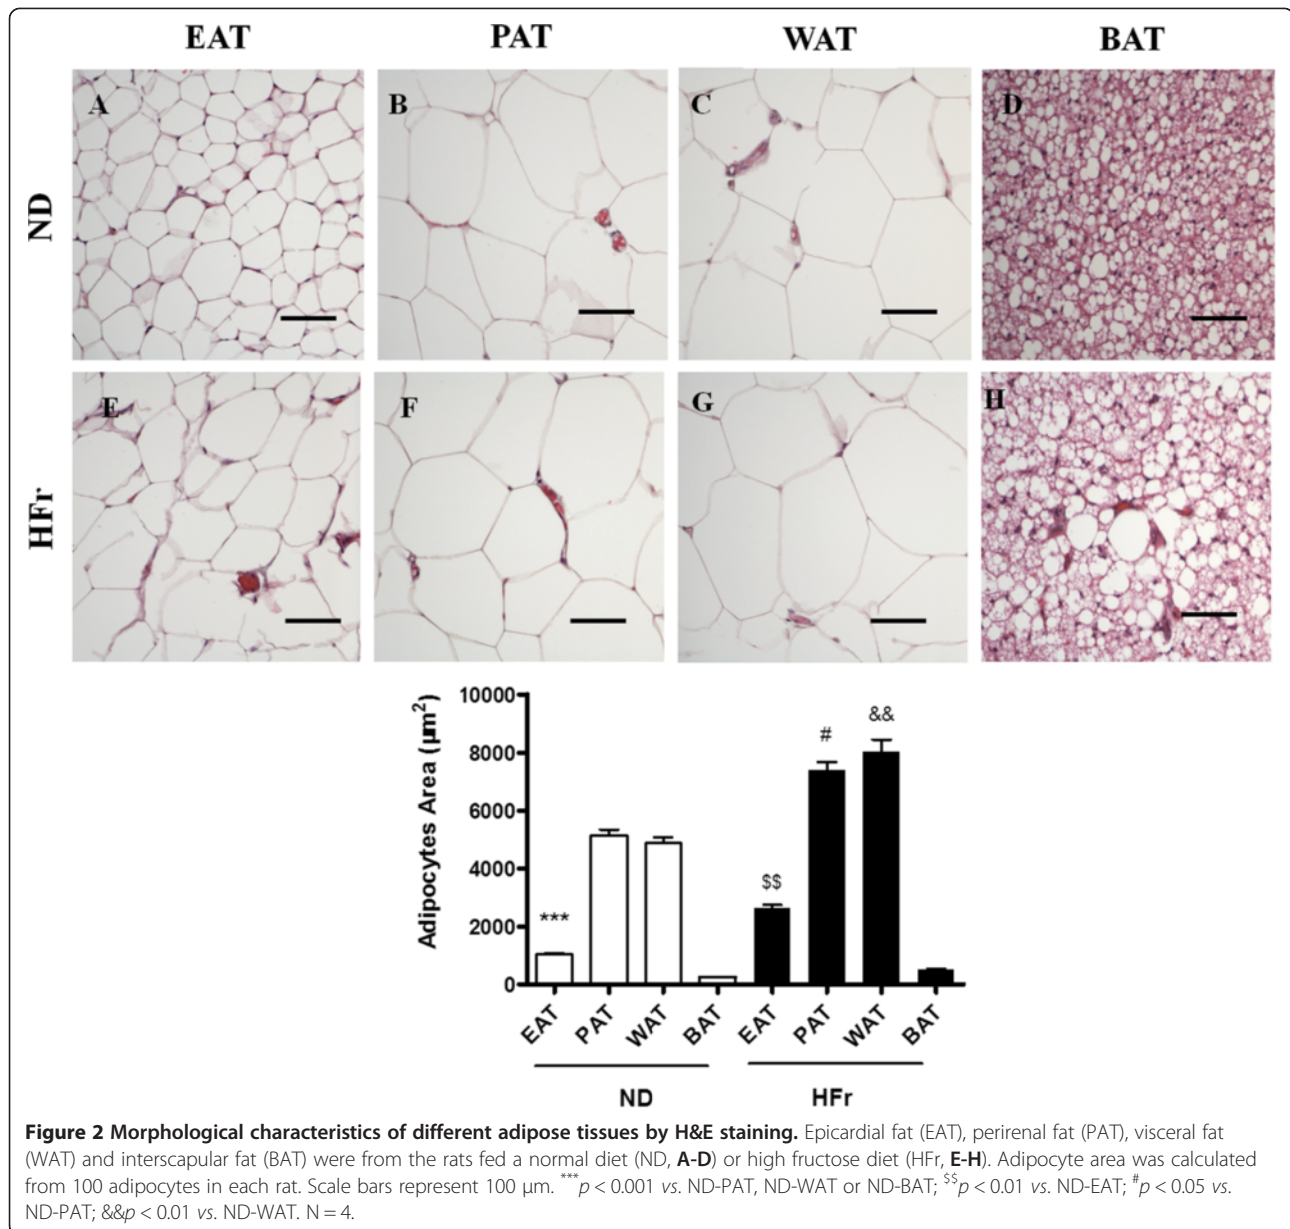 EAT PAT WAT BAT
ND
A B C D
HFr
E F G H
Adipocytes Area (µm²)
10000
8000
6000
4000
2000
0
*** $$ # &&
EAT PAT WAT BAT EAT PAT WAT BAT
ND HFr
Figure 2 Morphological characteristics of different adipose tissues by H&E staining. Epicardial fat (EAT), perirenal fat (PAT), visceral fat
(WAT) and interscapular fat (BAT) were from the rats fed a normal diet (ND, A-D) or high fructose diet (HFr, E-H). Adipocyte area was calculated
from 100 adipocytes in each rat. Scale bars represent 100 µm. ***p < 0.001 vs. ND-PAT, ND-WAT or ND-BAT; $$p < 0.01 vs. ND-EAT; #p < 0.05 vs.
ND-PAT; &&p < 0.01 vs. ND-WAT. N = 4.